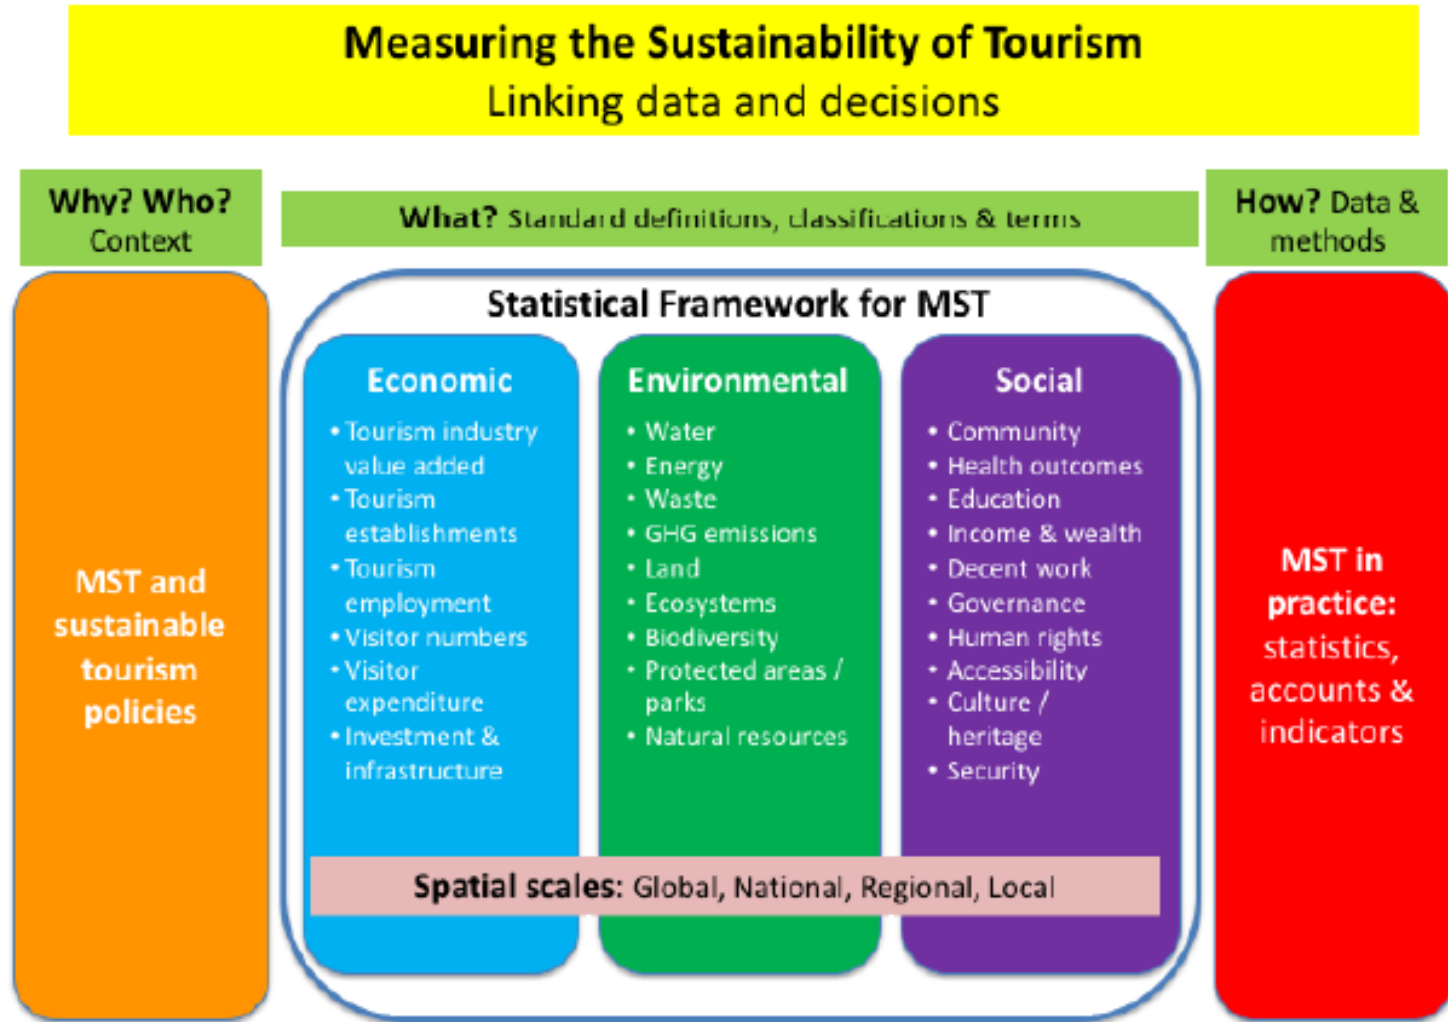 Measuring the Sustainability of Tourism
Linking data and decisions
Why? Who?
Context
What? Standard definitions, classifications & terms
How? Data &
methods
MST and
sustainable
tourism
policies
Statistical Framework for MST
Economic
• Tourism industry
value added
• Tourism
establishments
• Tourism
employment
• Visitor numbers
• Visitor
expenditure
• Investment &
infrastructure
Environmental
• Water
• Energy
• Waste
• GHG emissions
• Land
• Ecosystems
• Biodiversity
• Protected areas /
parks
• Natural resources
Social
• Community
• Health outcomes
• Education
• Income & wealth
• Decent work
• Governance
• Human rights
• Accessibility
• Culture /
heritage
• Security
Spatial scales: Global, National, Regional, Local
MST in
practice:
statistics,
accounts &
indicators